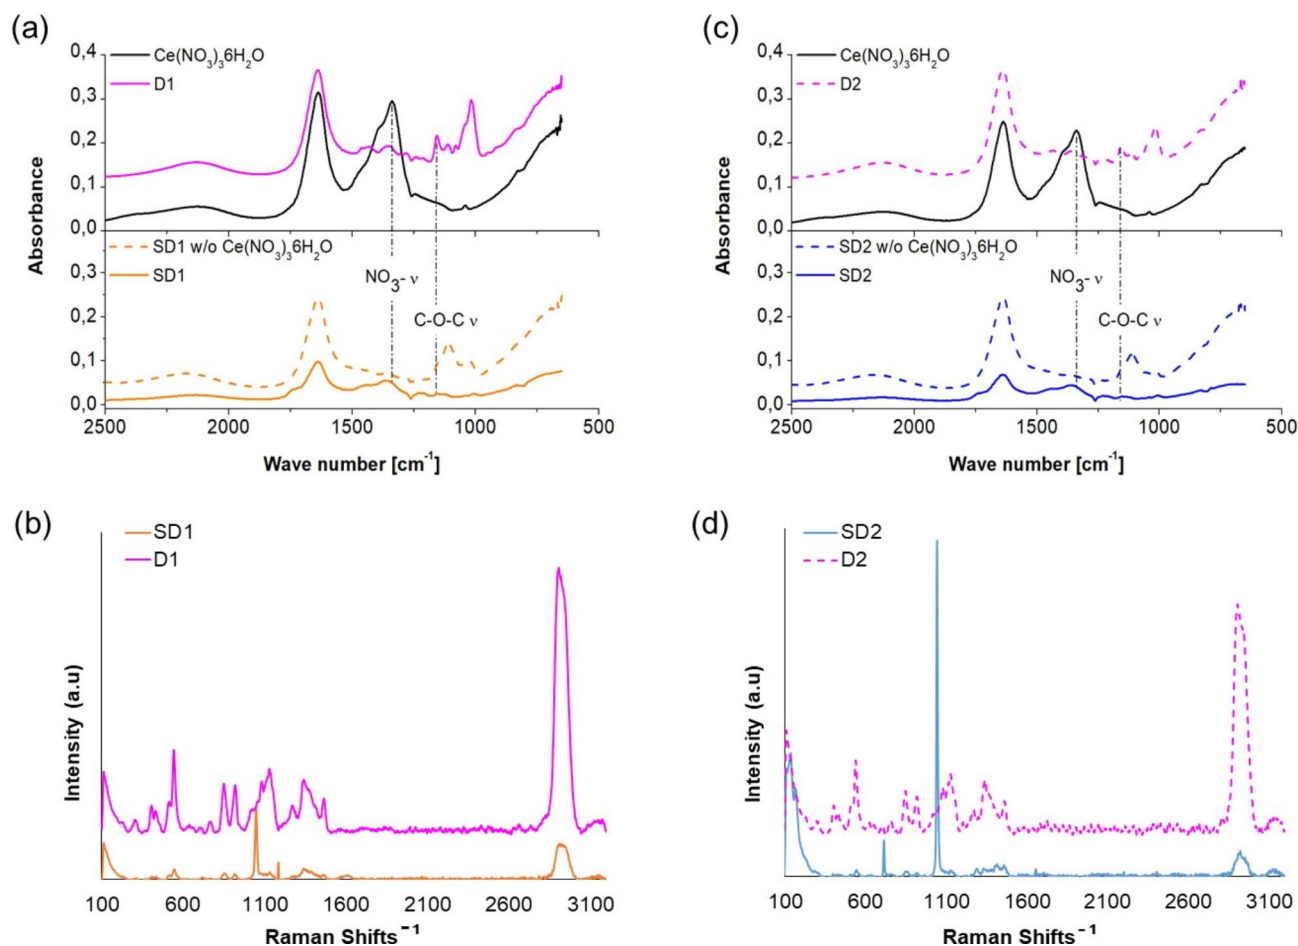 (a)
Ce(NO₃)₃6H₂O
D1
0,4
0,3
0,2
0,1
0,0
SD1 w/o Ce(NO₃)₃6H₂O
SD1
0,3
0,2
0,1
0,0
NO₃- ν
C-O-C ν
Absorbance
2500 2000 1500 1000 500
Wave number [cm⁻¹]
(c)
Ce(NO₃)₃6H₂O
D2
0,4
0,3
0,2
0,1
0,0
SD2 w/o Ce(NO₃)₃6H₂O
SD2
0,3
0,2
0,1
0,0
NO₃- ν
C-O-C ν
Absorbance
2500 2000 1500 1000 500
Wave number [cm⁻¹]
(b)
SD1
D1
Intensity (a.u)
100 600 1100 1600 2100 2600 3100
Raman Shifts⁻¹
(d)
SD2
D2
Intensity (a.u)
100 600 1100 1600 2100 2600 3100
Raman Shifts⁻¹